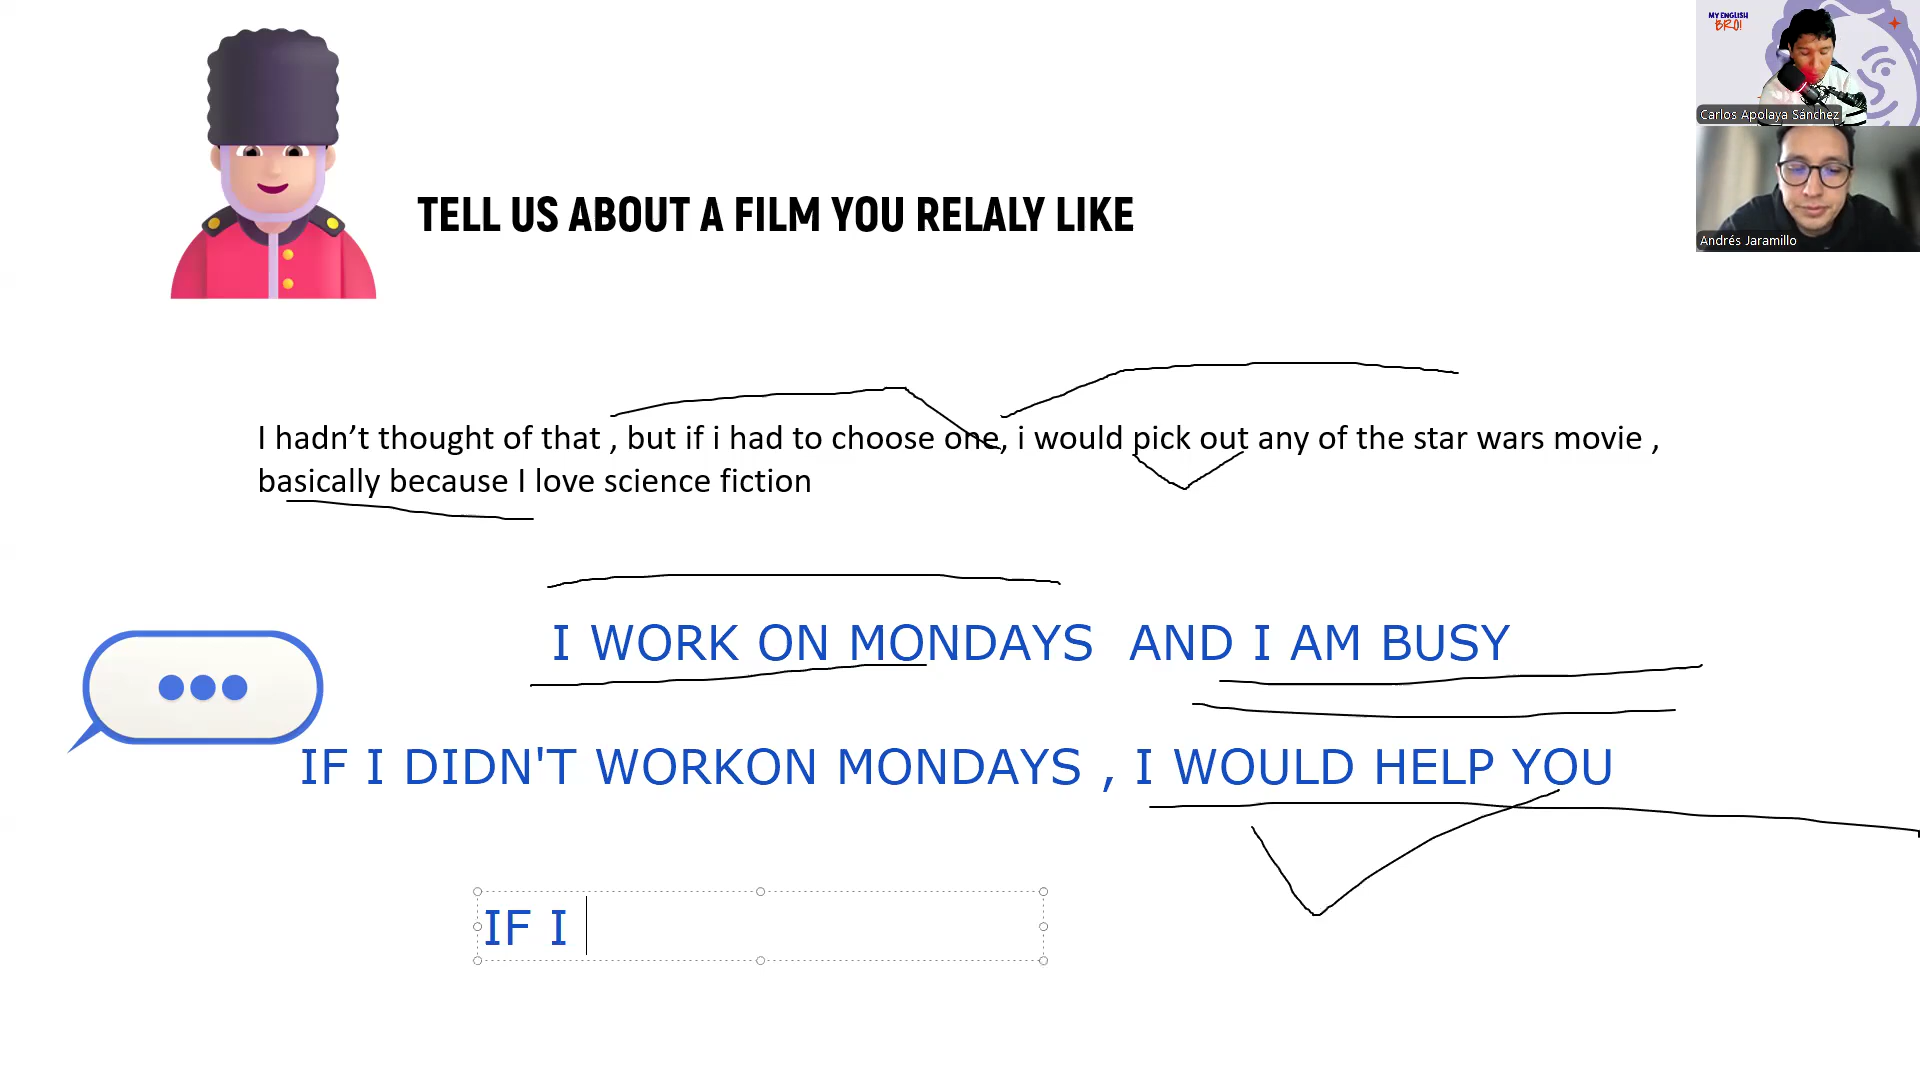 MY ENGLISH
BRO!
Carlos Apolaya Sánchez
Andrés Jaramillo
TELL US ABOUT A FILM YOU RELALY LIKE
I hadn’t thought of that , but if i had to choose one, i would pick out any of the star wars movie ,
basically because I love science fiction
I WORK ON MONDAYS  AND I AM BUSY
IF I DIDN'T WORKON MONDAYS , I WOULD HELP YOU
IF I